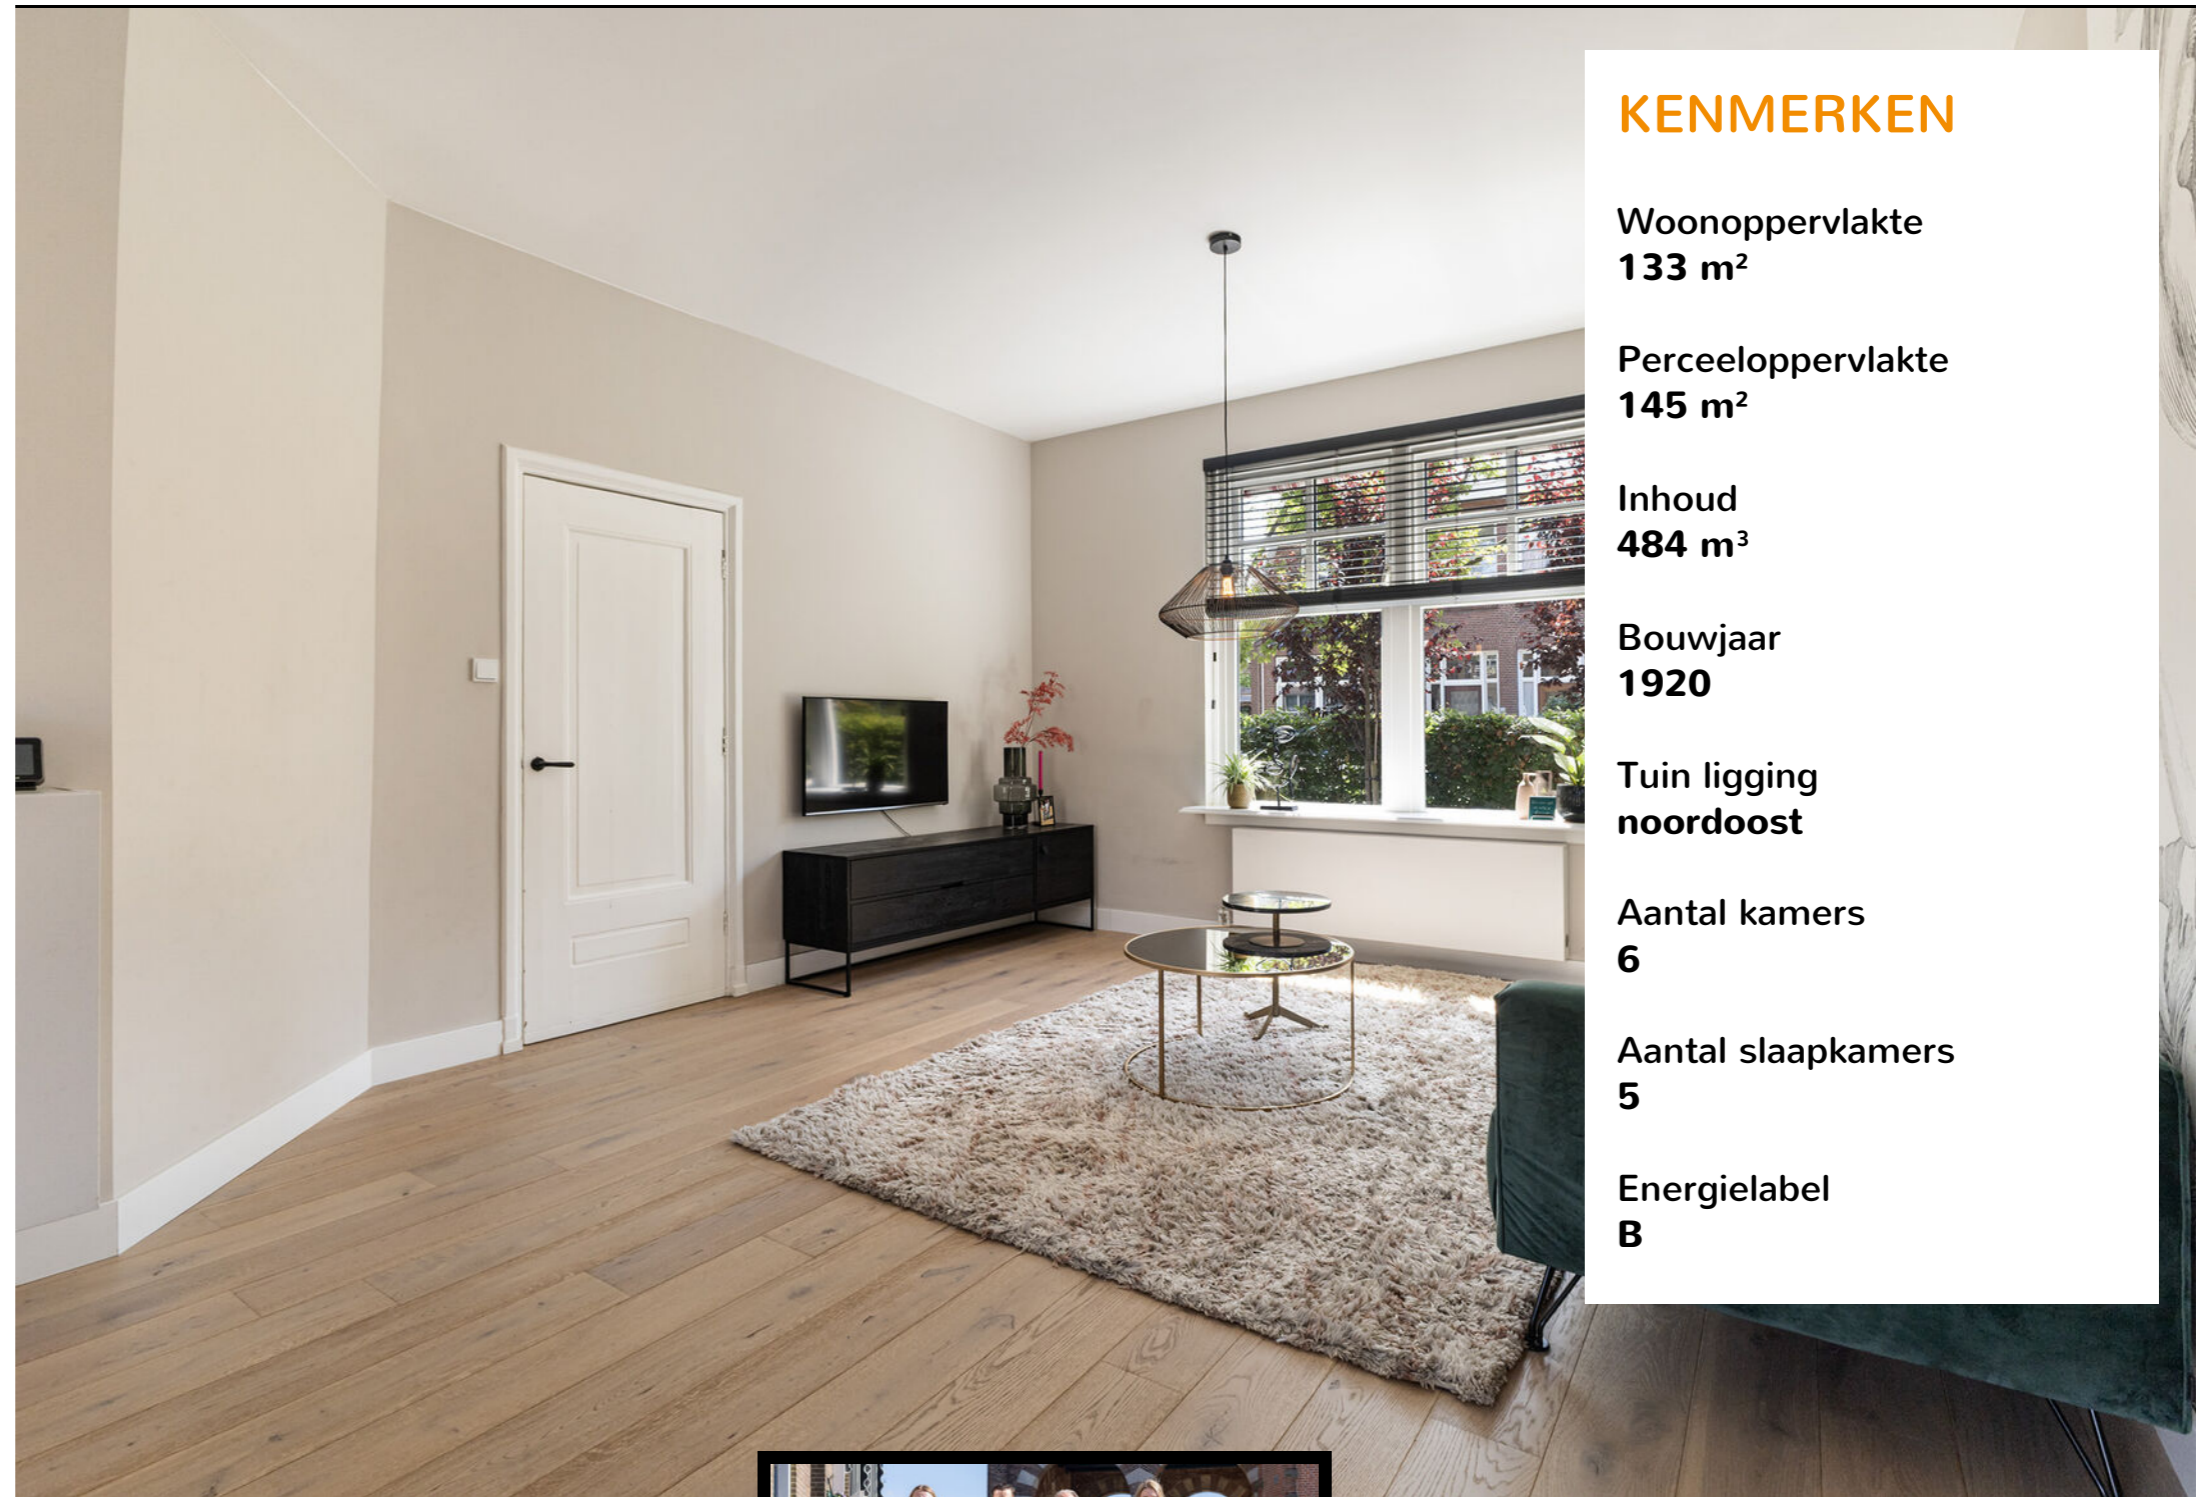 KENMERKEN
Woonoppervlakte
133 m²
Perceeloppervlakte
145 m²
Inhoud
484 m³
Bouwjaar
1920
Tuin ligging
noordoost
Aantal kamers
6
Aantal slaapkamers
5
Energielabel
B